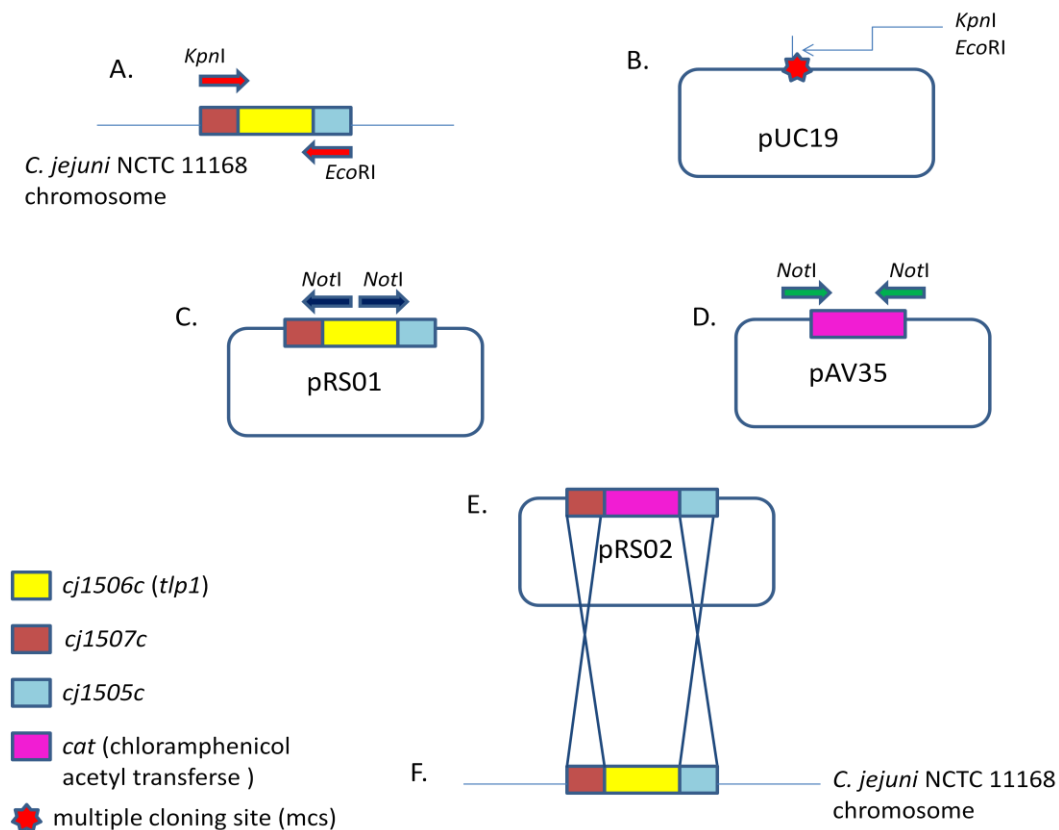 A.
KpnI
EcoRI
C. jejuni NCTC 11168
chromosome
B.
KpnI
EcoRI
pUC19
C.
NotI NotI
pRS01
D.
NotI NotI
pAV35
E.
pRS02
F.
C. jejuni NCTC 11168
chromosome
cj1506c (tlp1)
cj1507c
cj1505c
cat (chloramphenicol
acetyl transferse )
multiple cloning site (mcs)